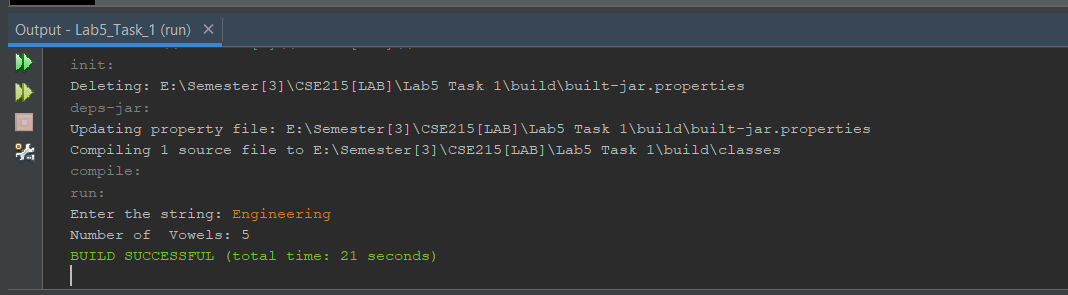 Output - Lab5_Task_1 (run) ×
init:
Deleting: E:\Semester[3]\CSE215[LAB]\Lab5 Task 1\build\built-jar.properties
deps-jar:
Updating property file: E:\Semester[3]\CSE215[LAB]\Lab5 Task 1\build\built-jar.properties
Compiling 1 source file to E:\Semester[3]\CSE215[LAB]\Lab5 Task 1\build\classes
compile:
run:
Enter the string: Engineering
Number of  Vowels: 5
BUILD SUCCESSFUL (total time: 21 seconds)